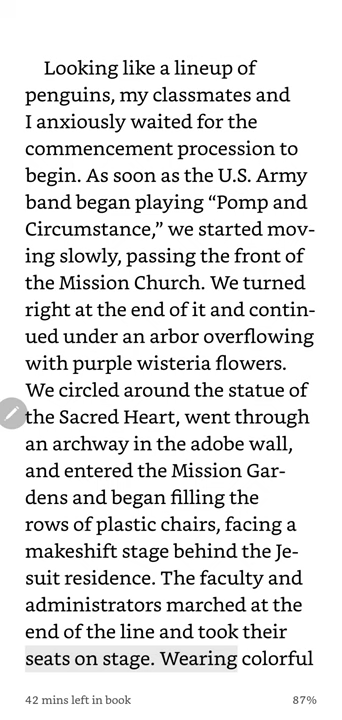 Looking like a lineup of
penguins, my classmates and
I anxiously waited for the
commencement procession to
begin. As soon as the U.S. Army
band began playing “Pomp and
Circumstance,” we started mov-
ing slowly, passing the front of
the Mission Church. We turned
right at the end of it and contin-
ued under an arbor overflowing
with purple wisteria flowers.
We circled around the statue of
the Sacred Heart, went through
an archway in the adobe wall,
and entered the Mission Gar-
dens and began filling the
rows of plastic chairs, facing a
makeshift stage behind the Je-
suit residence. The faculty and
administrators marched at the
end of the line and took their
seats on stage. Wearing colorful
42 mins left in book 87%